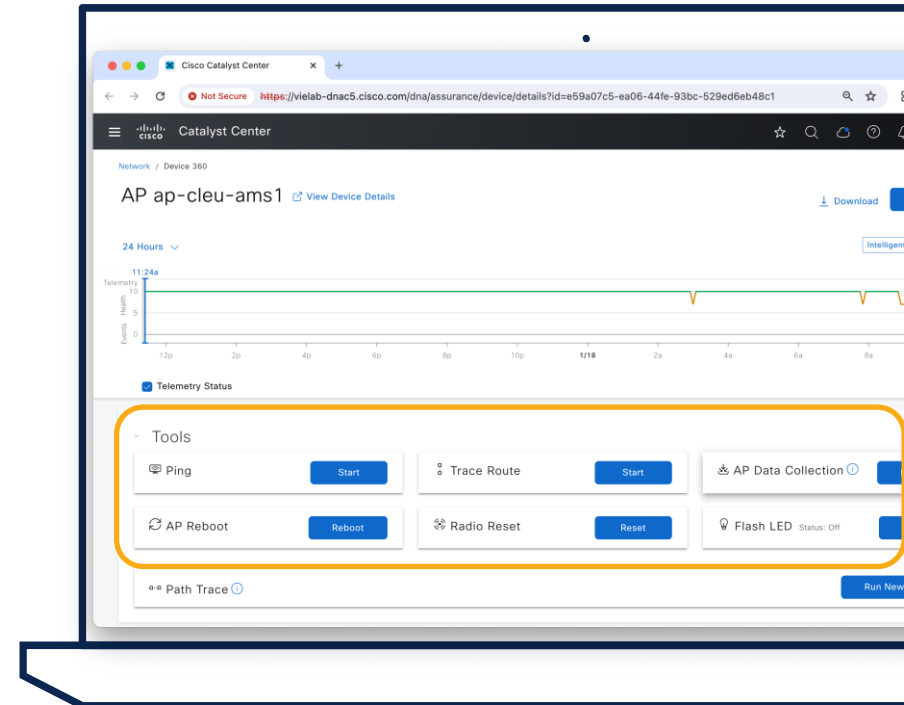 Cisco Catalyst Center
Not Secure https://vielab-dnac5.cisco.com/dna/assurance/device/details?id=e59a07c5-ea06-44fe-93bc-529ed6eb48c1
cisco Catalyst Center
Network / Device 360
AP ap-cleu-ams1 View Device Details
Download
24 Hours
Intelligent
11:24a
Telemetry
10
Health
5
Events
0
12p 2p 4p 6p 8p 10p 1/18 2a 4a 6a 8a
Telemetry Status
Tools
Ping Start Trace Route Start AP Data Collection
AP Reboot Reboot Radio Reset Reset Flash LED Status: Off
Path Trace Run New